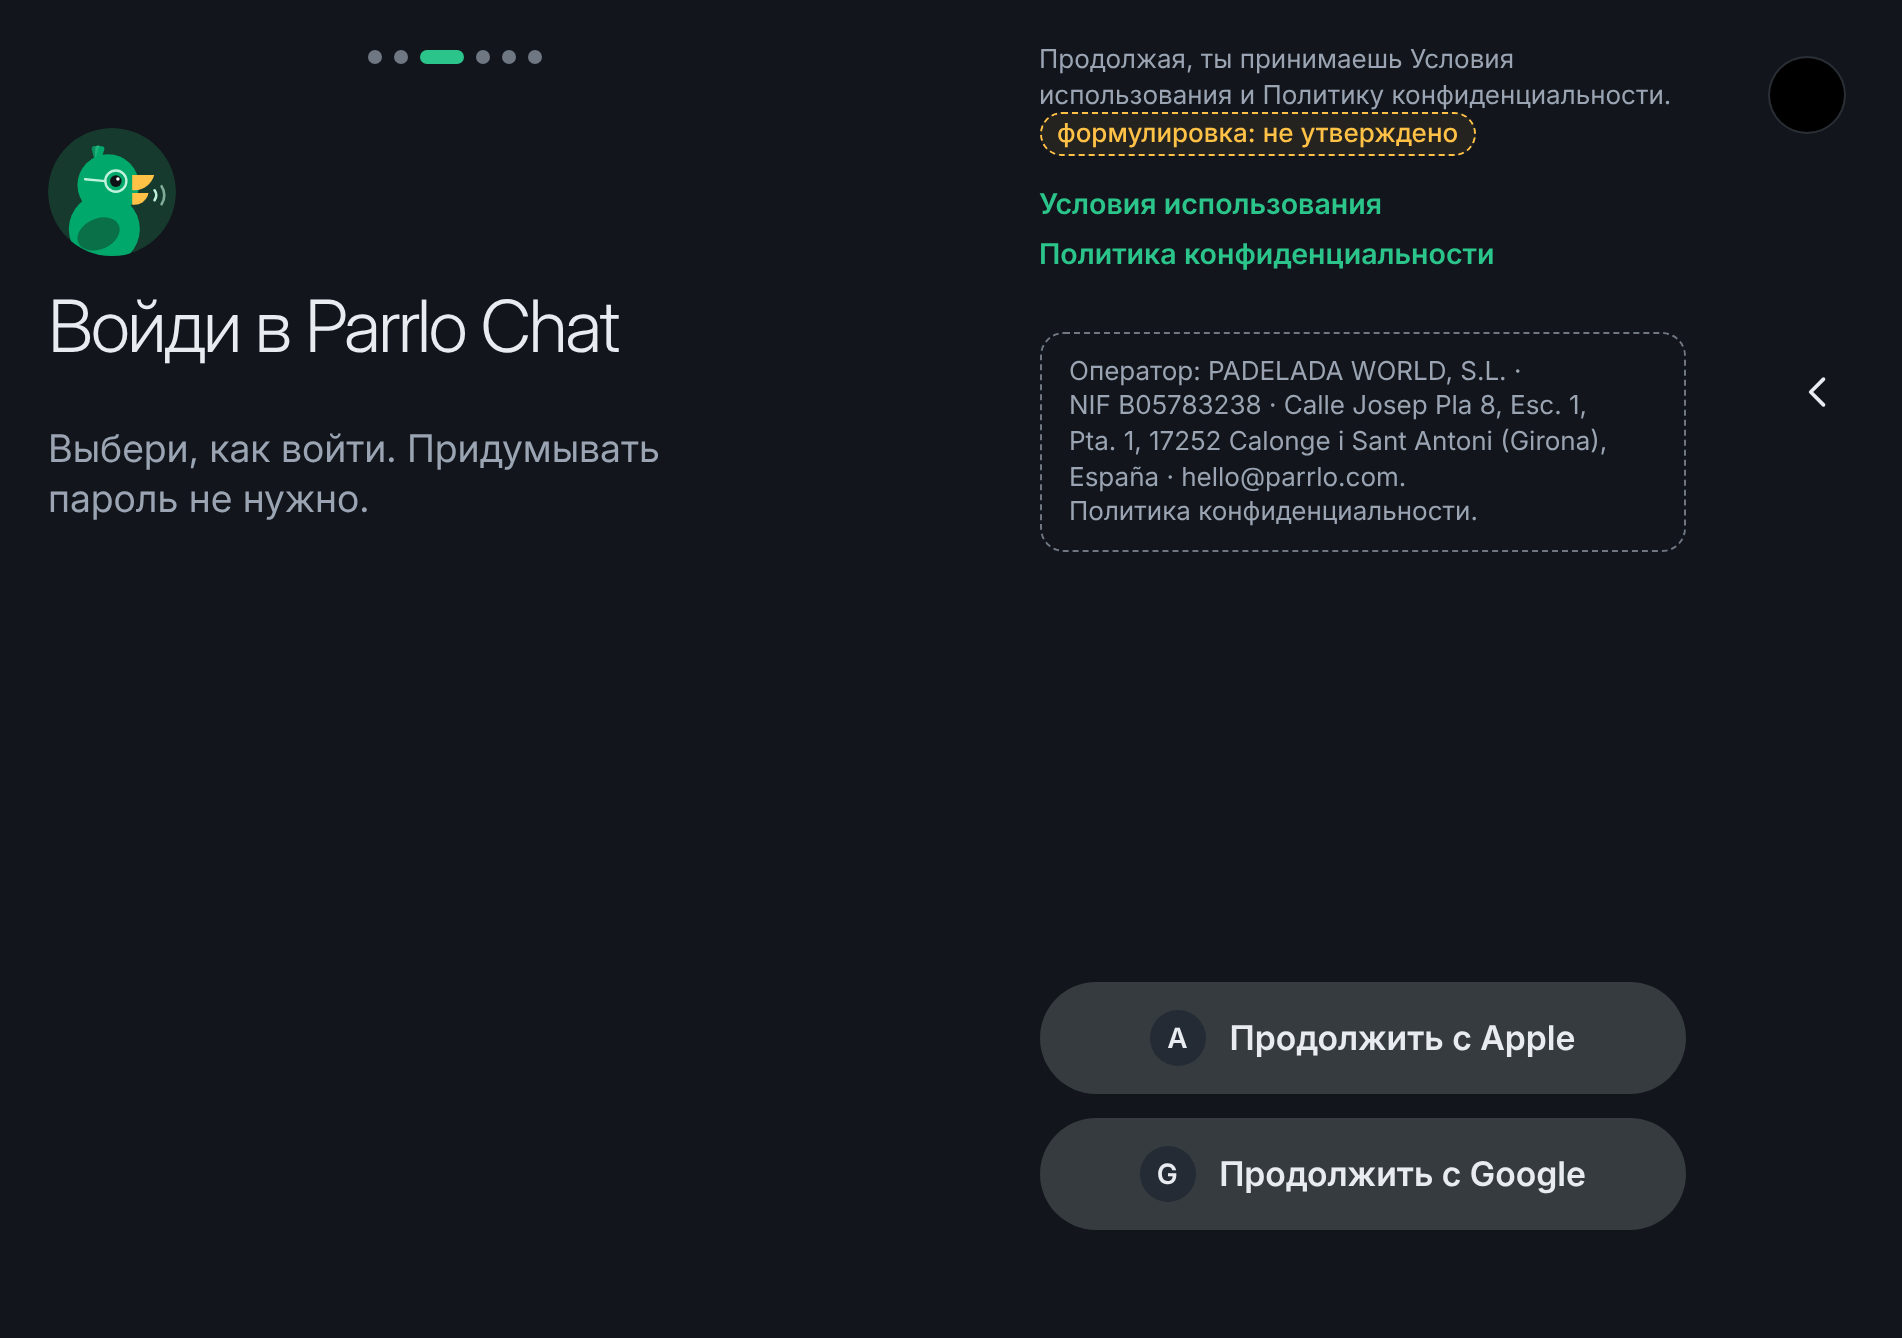 Войди в Parrlo Chat
Выбери, как войти. Придумывать
пароль не нужно.
Продолжая, ты принимаешь Условия
использования и Политику конфиденциальности.
формулировка: не утверждено
Условия использования
Политика конфиденциальности
Оператор: PADELADA WORLD, S.L. ·
NIF B05783238 · Calle Josep Pla 8, Esc. 1,
Pta. 1, 17252 Calonge i Sant Antoni (Girona),
España · hello@parrlo.com.
Политика конфиденциальности.
A Продолжить с Apple
G Продолжить с Google